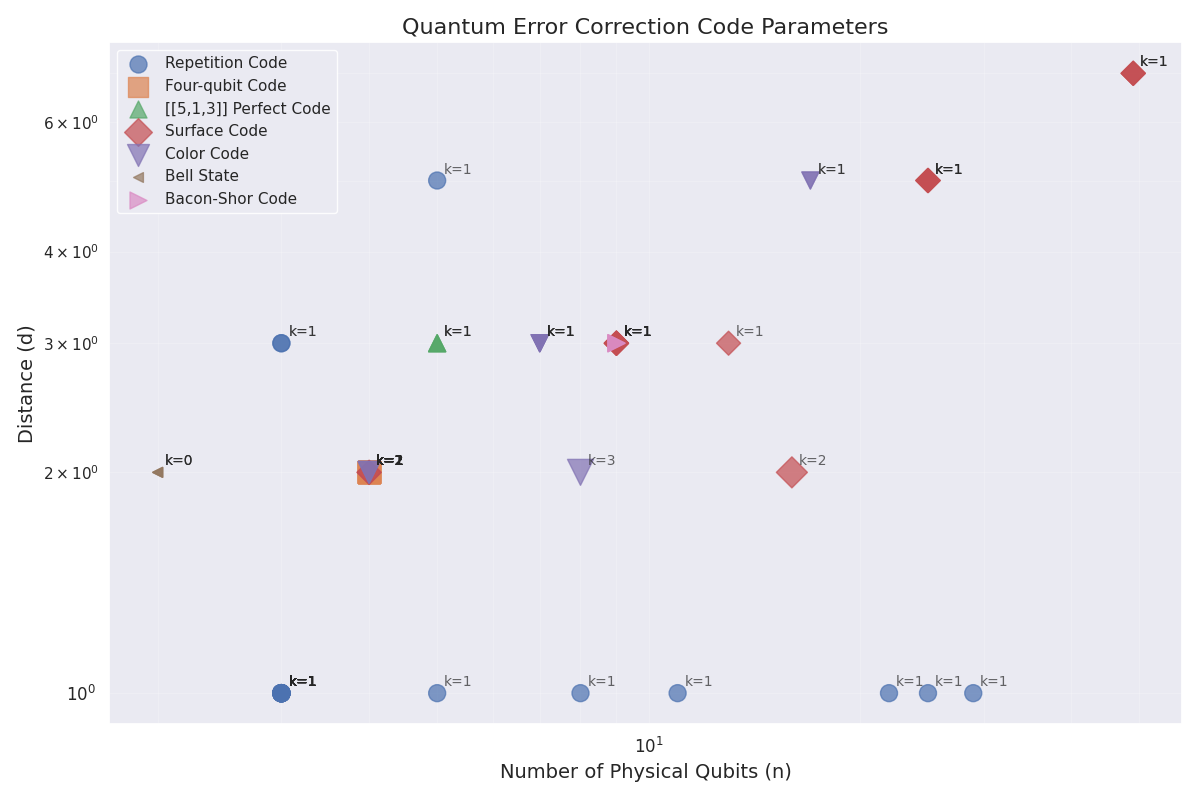 Quantum Error Correction Code Parameters
Repetition Code
Four-qubit Code
[[5,1,3]] Perfect Code
Surface Code
Color Code
Bell State
Bacon-Shor Code
k=1
6 × 10⁰
k=1
k=1
k=1
4 × 10⁰
k=1
k=1
k=1
k=1
k=1
3 × 10⁰
k=0
k=3
k=2
2 × 10⁰
k=1
k=1
k=1
k=1
k=1
k=1
k=1
10⁰
10¹
Distance (d)
Number of Physical Qubits (n)